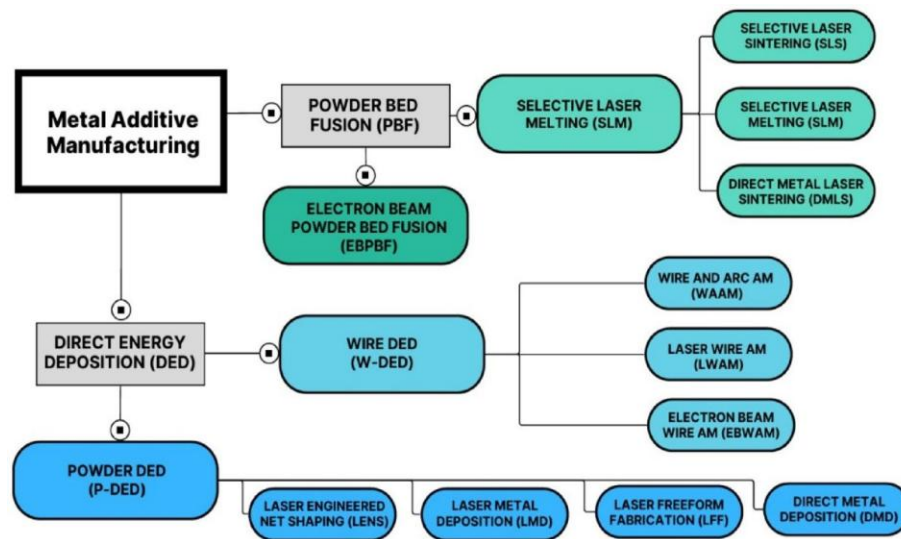 Metal Additive
Manufacturing
POWDER BED
FUSION (PBF)
SELECTIVE LASER
MELTING (SLM)
SELECTIVE LASER
SINTERING (SLS)
SELECTIVE LASER
MELTING (SLM)
DIRECT METAL LASER
SINTERING (DMLS)
ELECTRON BEAM
POWDER BED FUSION
(EBPBF)
DIRECT ENERGY
DEPOSITION (DED)
WIRE DED
(W-DED)
WIRE AND ARC AM
(WAAM)
LASER WIRE AM
(LWAM)
ELECTRON BEAM
WIRE AM (EBWAM)
POWDER DED
(P-DED)
LASER ENGINEERED
NET SHAPING (LENS)
LASER METAL
DEPOSITION (LMD)
LASER FREEFORM
FABRICATION (LFF)
DIRECT METAL
DEPOSITION (DMD)